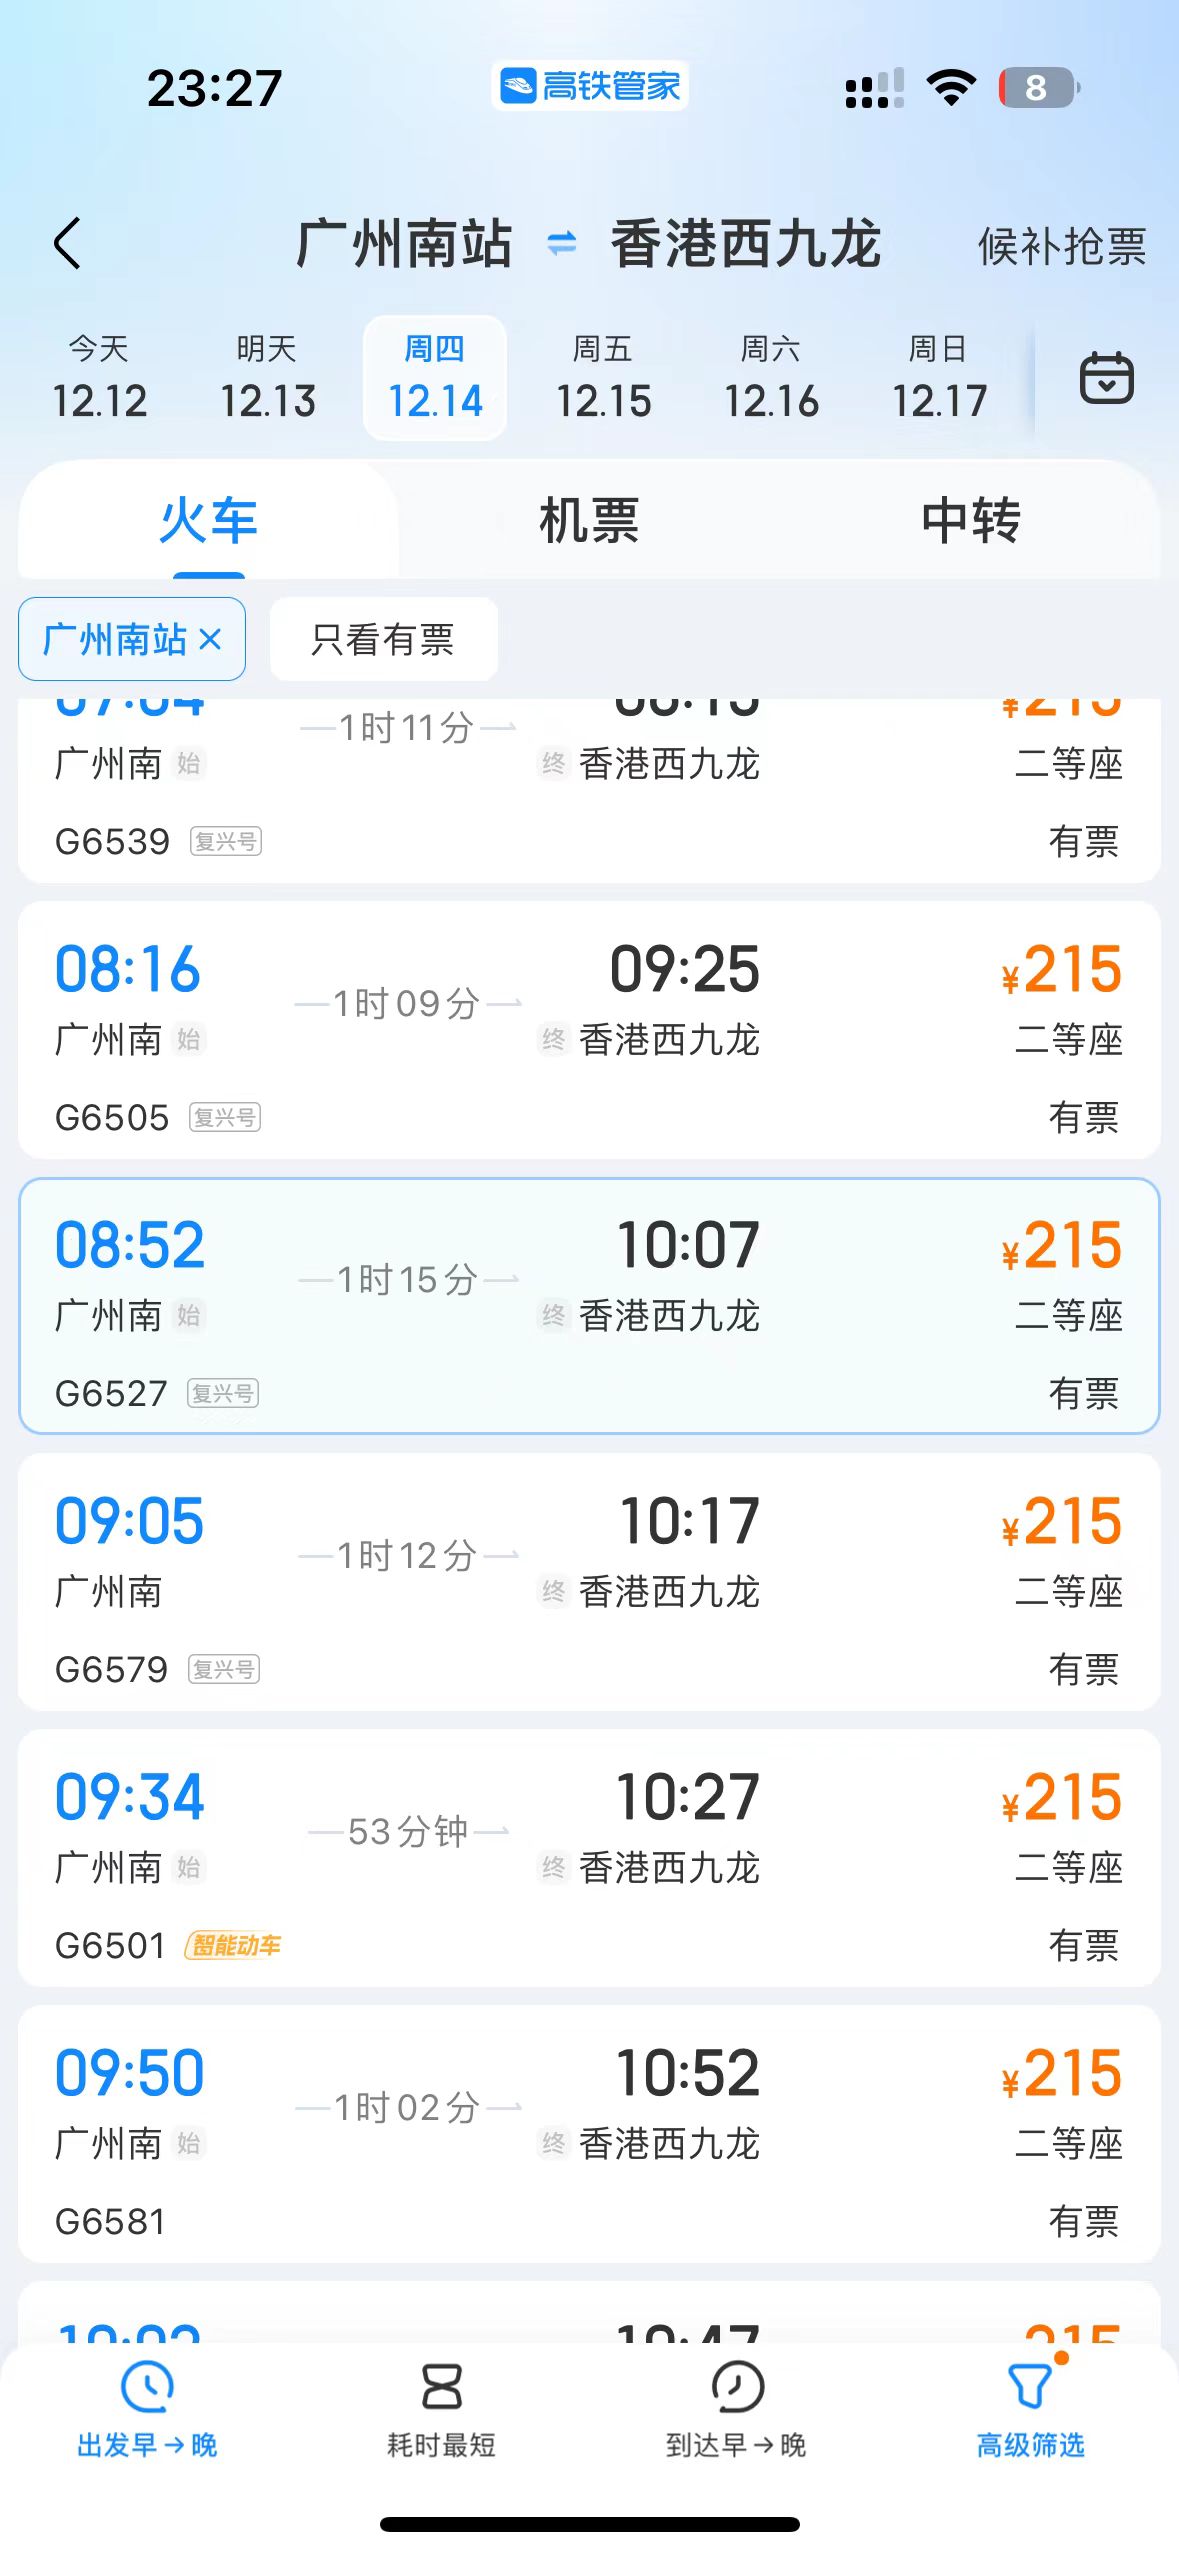 23:27 高铁管家 8
广州南站 香港西九龙 候补抢票
今天 明天 周四 周五 周六 周日
12.12 12.13 12.14 12.15 12.16 12.17
火车 机票 中转
广州南站 × 只看有票
1时11分
广州南 始 终 香港西九龙 二等座
G6539 复兴号 有票
08:16 1时09分 09:25 ¥215
广州南 始 终 香港西九龙 二等座
G6505 复兴号 有票
08:52 1时15分 10:07 ¥215
广州南 始 终 香港西九龙 二等座
G6527 复兴号 有票
09:05 1时12分 10:17 ¥215
广州南 终 香港西九龙 二等座
G6579 复兴号 有票
09:34 53分钟 10:27 ¥215
广州南 始 终 香港西九龙 二等座
G6501 智能动车 有票
09:50 1时02分 10:52 ¥215
广州南 始 终 香港西九龙 二等座
G6581 有票
出发早→晚 耗时最短 到达早→晚 高级筛选